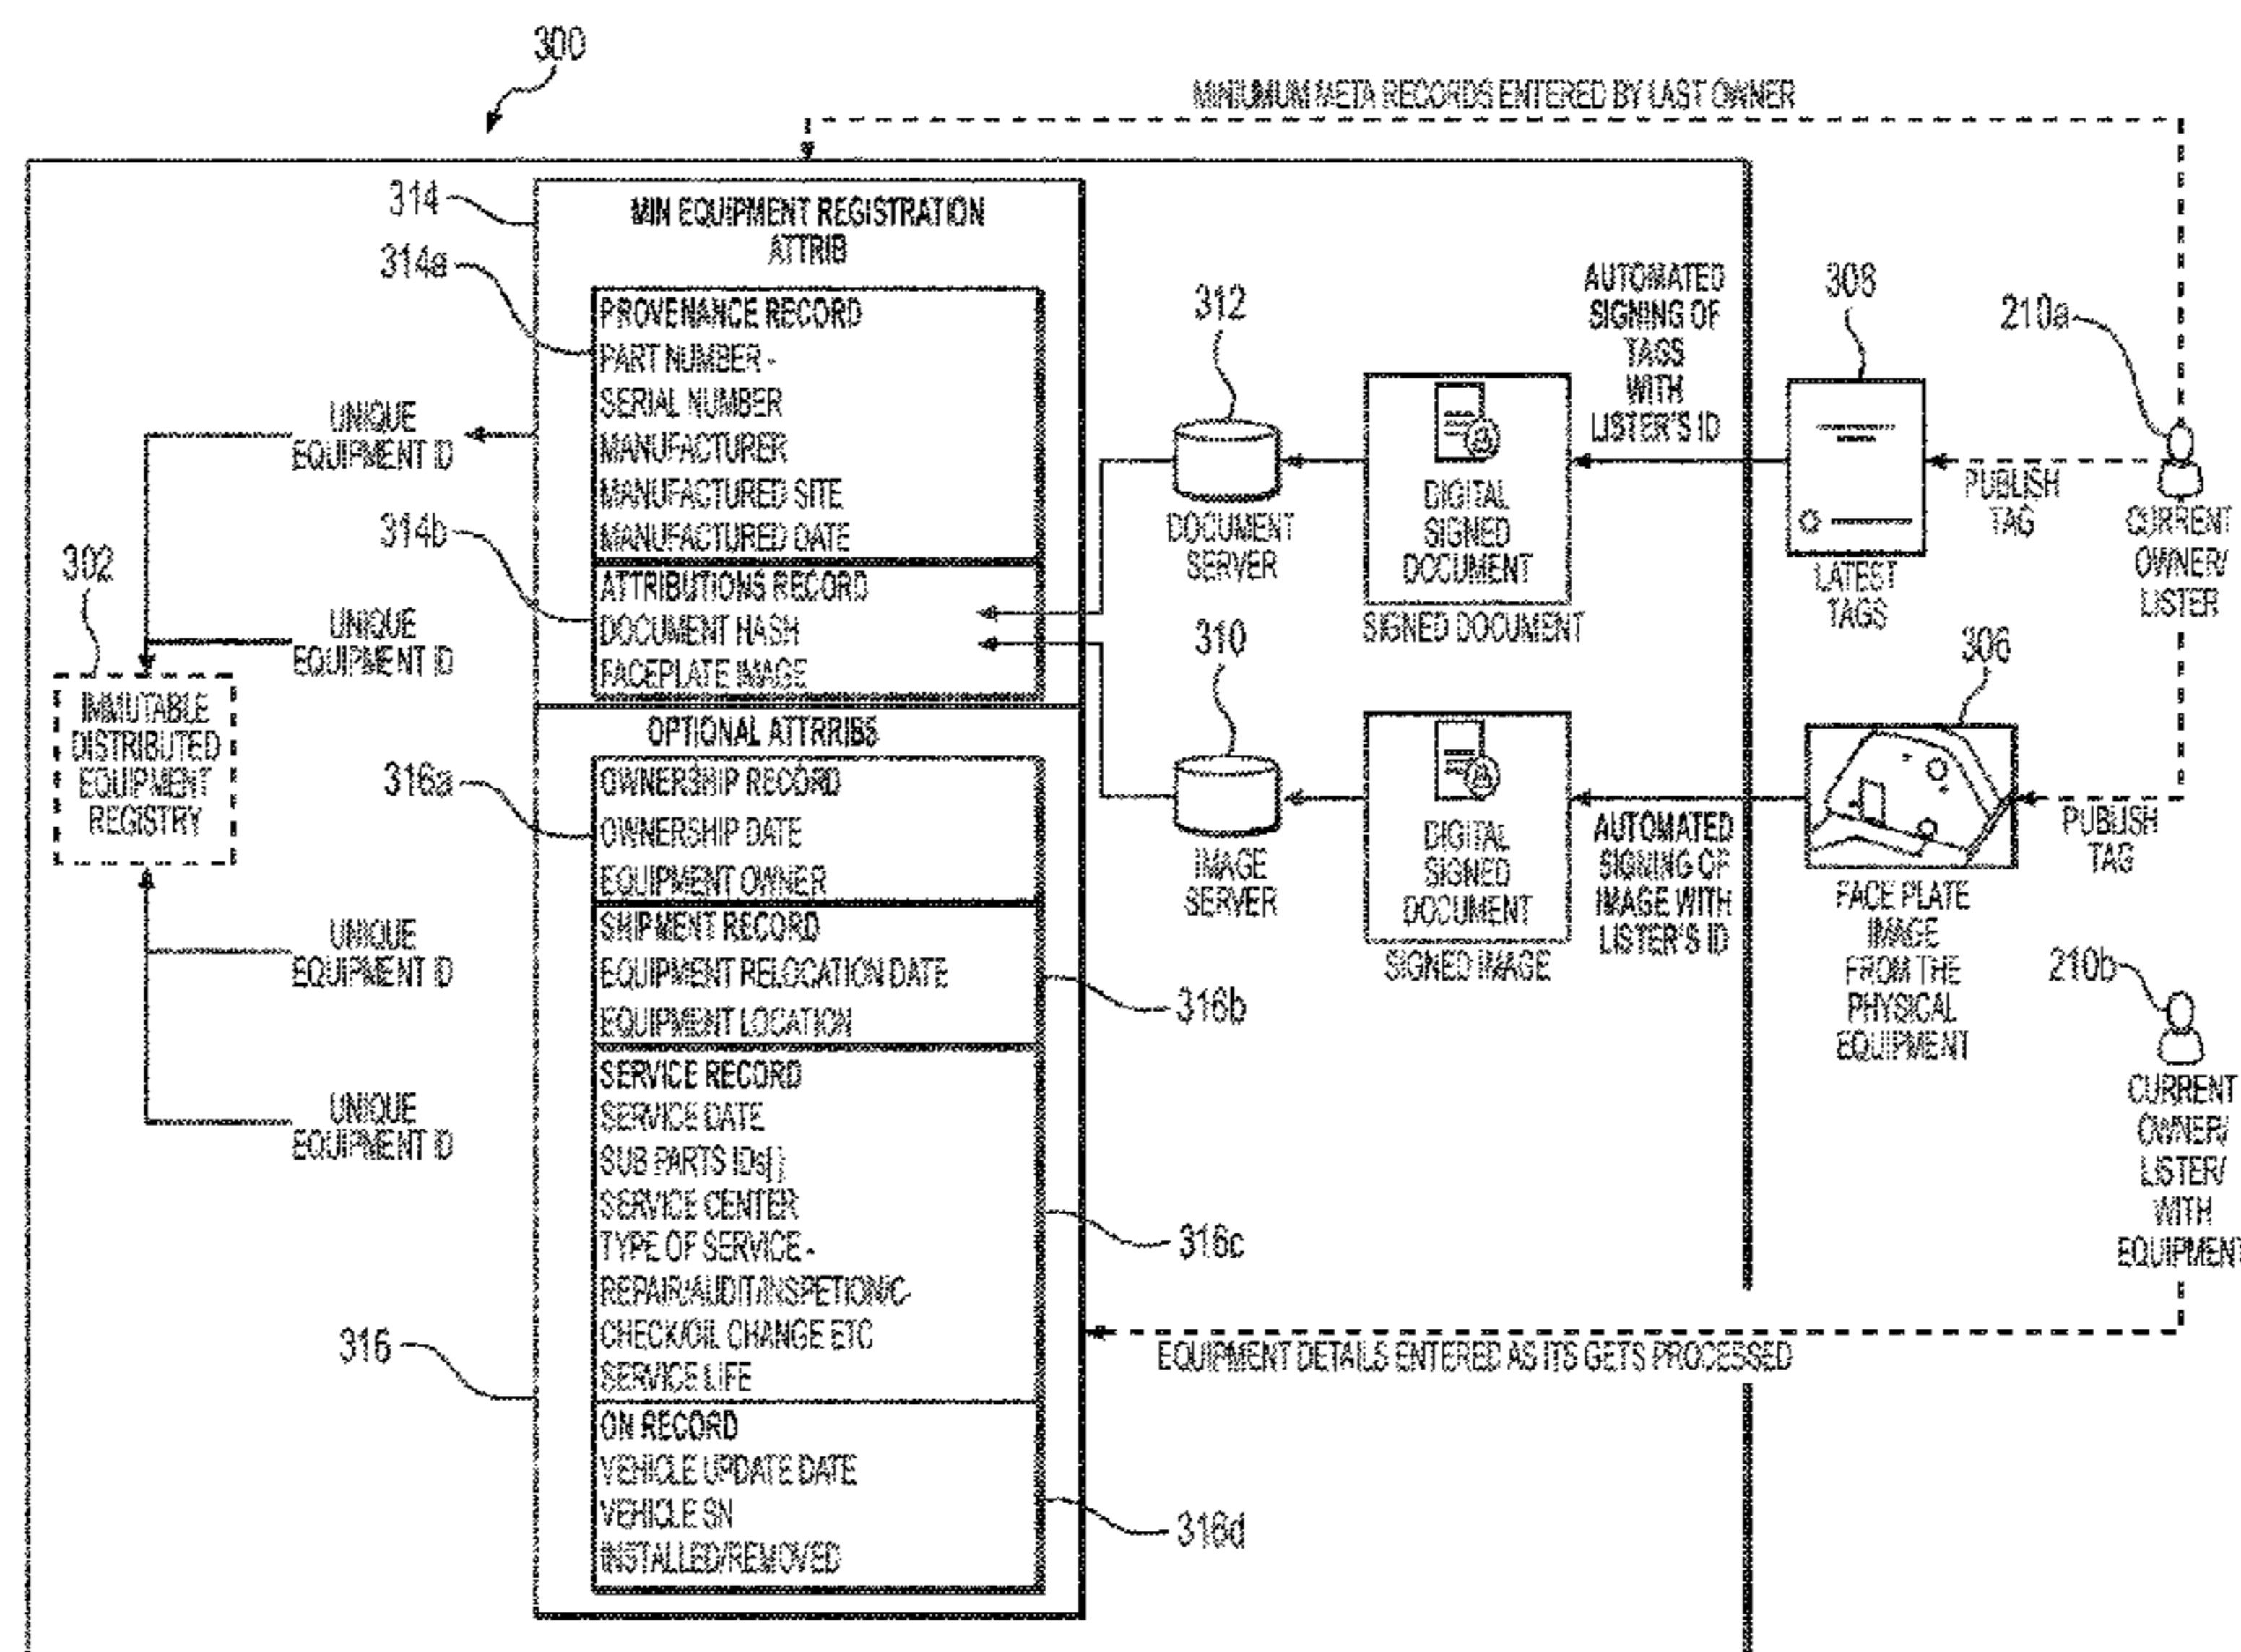 300
MINIUMUM META RECORDS ENTERED BY LAST OWNER
314
MIN EQUIPMENT REGISTRATION
ATTRIB
314a
PROVENANCE RECORD
PART NUMBER -
SERIAL NUMBER
MANUFACTURER
MANUFACTURED SITE
MANUFACTURED DATE
314b
ATTRIBUTIONS RECORD
DOCUMENT HASH
FACEPLATE IMAGE
UNIQUE
EQUIPMENT ID
UNIQUE
EQUIPMENT ID
302
IMMUTABLE
DISTRIBUTED
EQUIPMENT
REGISTRY
UNIQUE
EQUIPMENT ID
UNIQUE
EQUIPMENT ID
OPTIONAL ATTRRIBS
316a
OWNERSHIP RECORD
OWNERSHIP DATE
EQUIPMENT OWNER
SHIPMENT RECORD
EQUIPMENT RELOCATION DATE
EQUIPMENT LOCATION
316b
SERVICE RECORD
SERVICE DATE
SUB PARTS IDs[ ]
SERVICE CENTER
TYPE OF SERVICE -
REPAIR/AUDIT/INSPETION/C-
CHECK/OIL CHANGE ETC
SERVICE LIFE
316c
316
ON RECORD
VEHICLE UPDATE DATE
VEHICLE SN
INSTALLED/REMOVED
316d
312
DOCUMENT
SERVER
DIGITAL
SIGNED
DOCUMENT
SIGNED DOCUMENT
AUTOMATED
SIGNING OF
TAGS
WITH
LISTER'S ID
308
LATEST
TAGS
PUBLISH
TAG
210a
CURRENT
OWNER/
LISTER
310
IMAGE
SERVER
DIGITAL
SIGNED
DOCUMENT
SIGNED IMAGE
AUTOMATED
SIGNING OF
IMAGE WITH
LISTER'S ID
306
FACE PLATE
IMAGE
FROM THE
PHYSICAL
EQUIPMENT
PUBLISH
TAG
210b
CURRENT
OWNER/
LISTER/
WITH
EQUIPMENT
EQUIPMENT DETAILS ENTERED AS ITS GETS PROCESSED